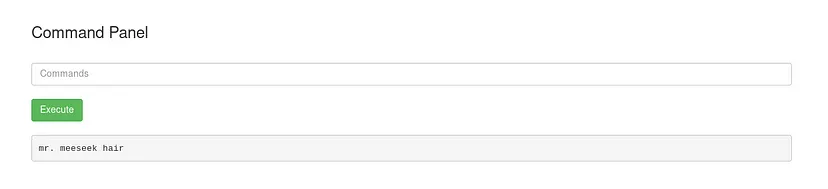 Command Panel
Commands
Execute
mr. meeseek hair